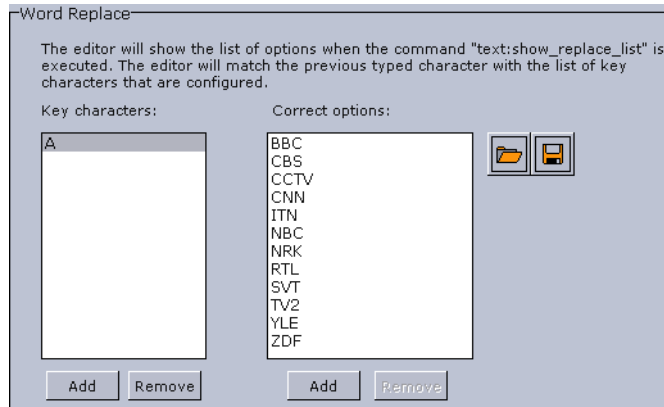 Word Replace
The editor will show the list of options when the command "text:show_replace_list" is
executed. The editor will match the previous typed character with the list of key
characters that are configured.
Key characters:
Correct options:
A
BBC
CBS
CCTV
CNN
ITN
NBC
NRK
RTL
SVT
TV2
YLE
ZDF
Add
Remove
Add
Remove